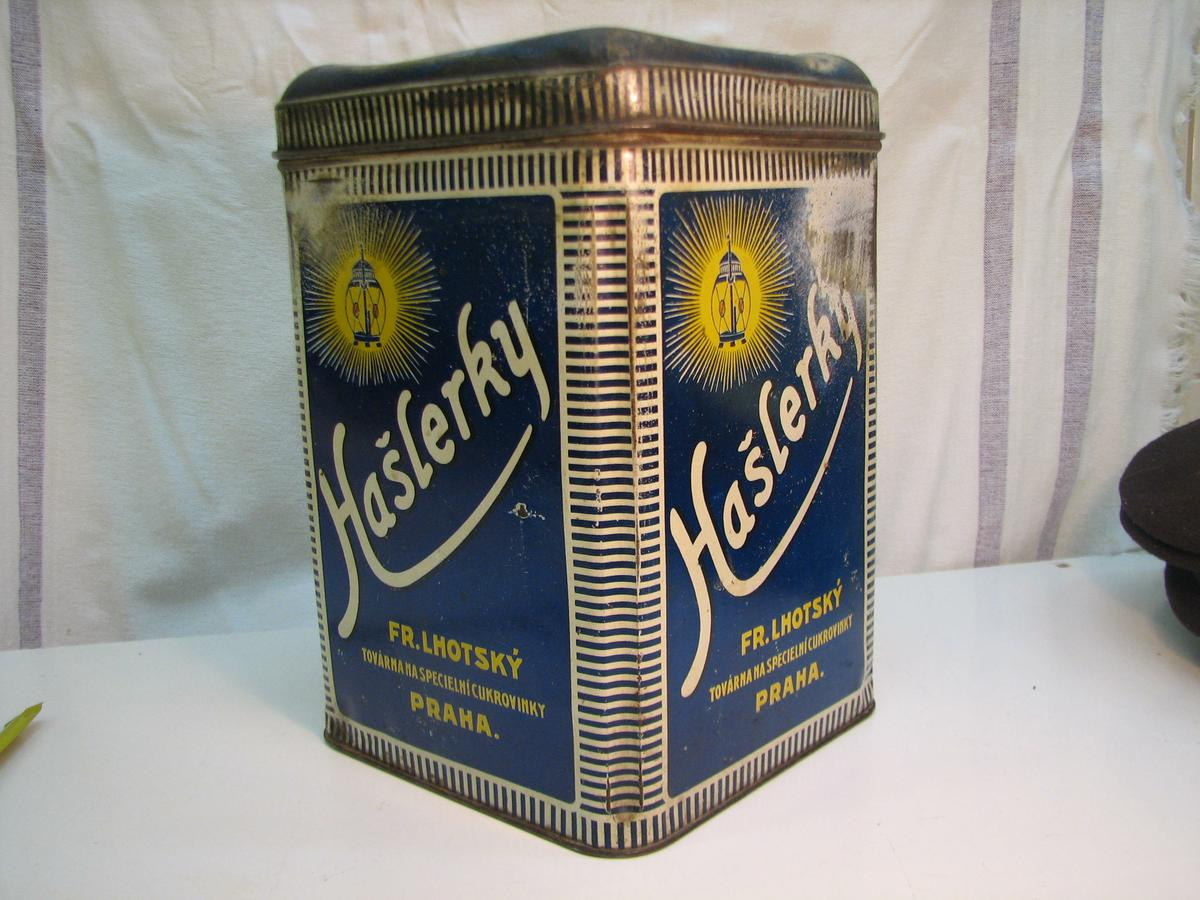 Hašlerky
FR. LHOTSKÝ
TOVÁRNA NA SPECIELNÍ CUKROVINKY
PRAHA.
Hašlerky
FR. LHOTSKÝ
TOVÁRNA NA SPECIELNÍ CUKROVINKY
PRAHA.